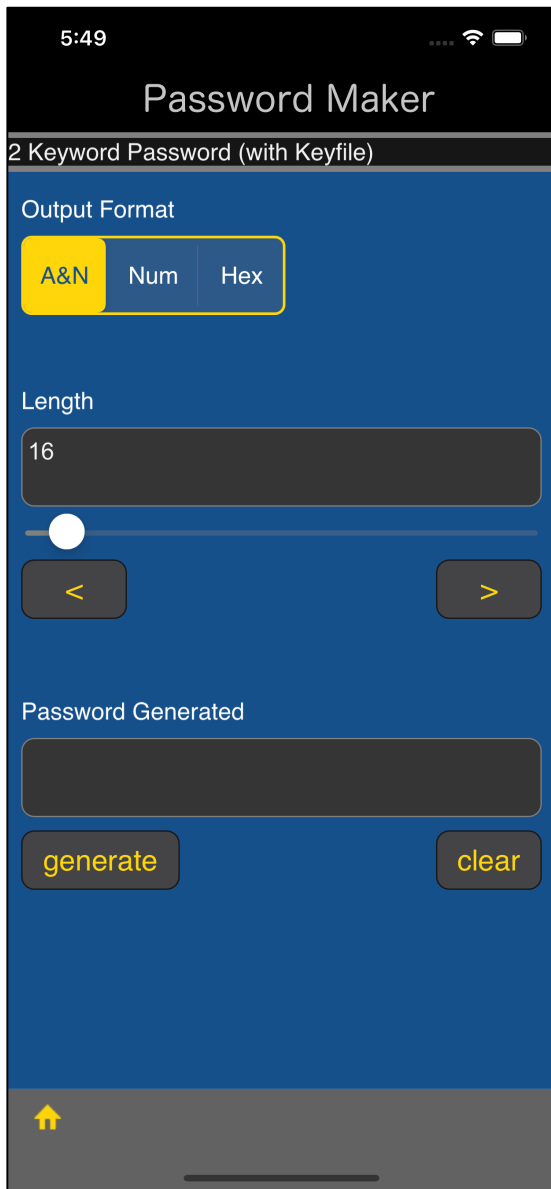 5:49
Password Maker
2 Keyword Password (with Keyfile)
Output Format
A&N Num Hex
Length
16
< >
Password Generated
generate clear